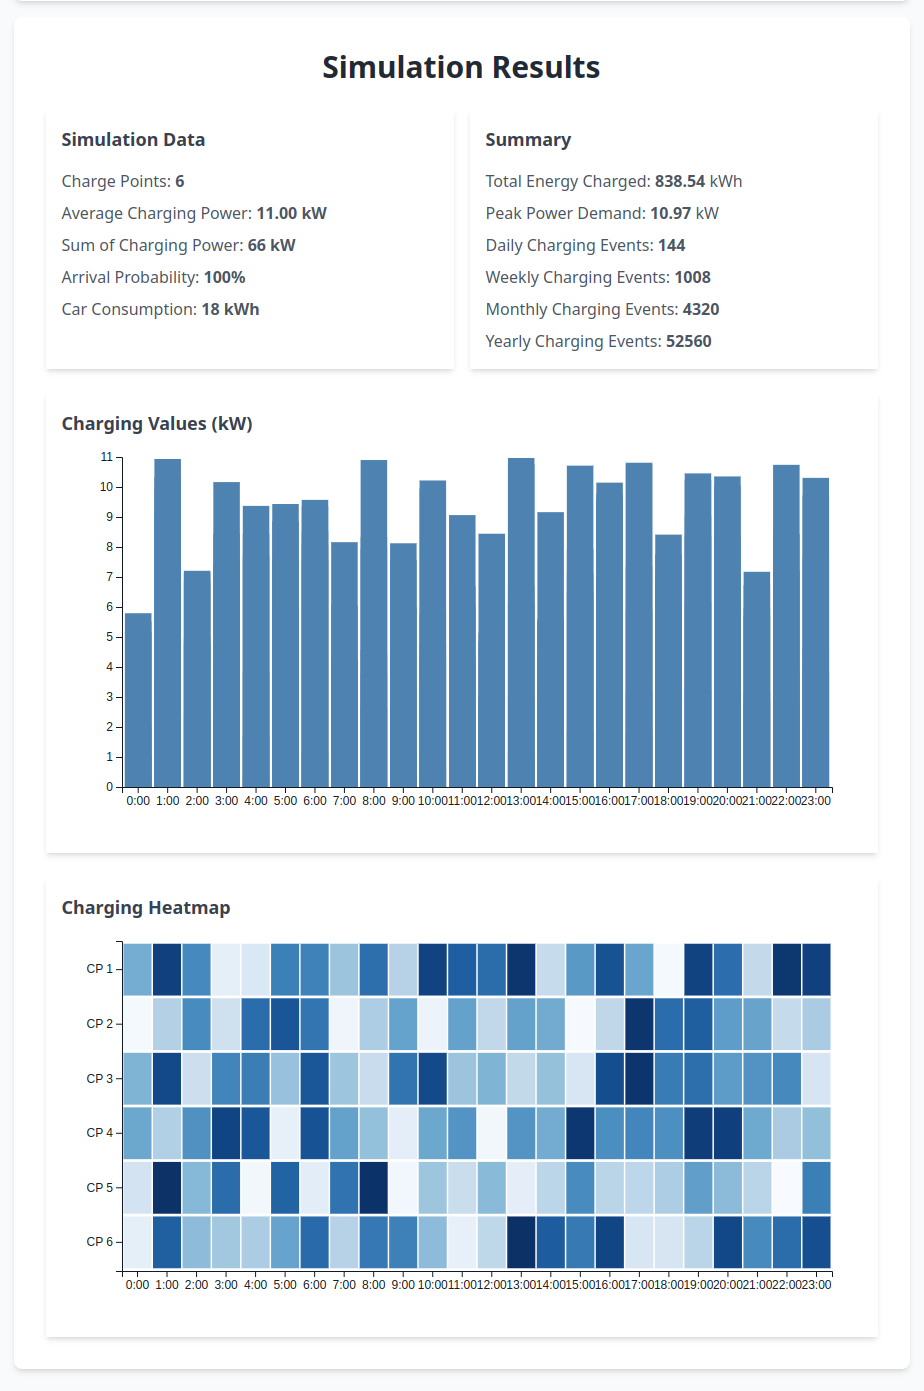 Simulation Results
Simulation Data
Charge Points: 6
Average Charging Power: 11.00 kW
Sum of Charging Power: 66 kW
Arrival Probability: 100%
Car Consumption: 18 kWh
Summary
Total Energy Charged: 838.54 kWh
Peak Power Demand: 10.97 kW
Daily Charging Events: 144
Weekly Charging Events: 1008
Monthly Charging Events: 4320
Yearly Charging Events: 52560
Charging Values (kW)
11
10
9
8
7
6
5
4
3
2
1
0
0:00 1:00 2:00 3:00 4:00 5:00 6:00 7:00 8:00 9:00 10:00 11:00 12:00 13:00 14:00 15:00 16:00 17:00 18:00 19:00 20:00 21:00 22:00 23:00
Charging Heatmap
CP 1
CP 2
CP 3
CP 4
CP 5
CP 6
0:00 1:00 2:00 3:00 4:00 5:00 6:00 7:00 8:00 9:00 10:00 11:00 12:00 13:00 14:00 15:00 16:00 17:00 18:00 19:00 20:00 21:00 22:00 23:00